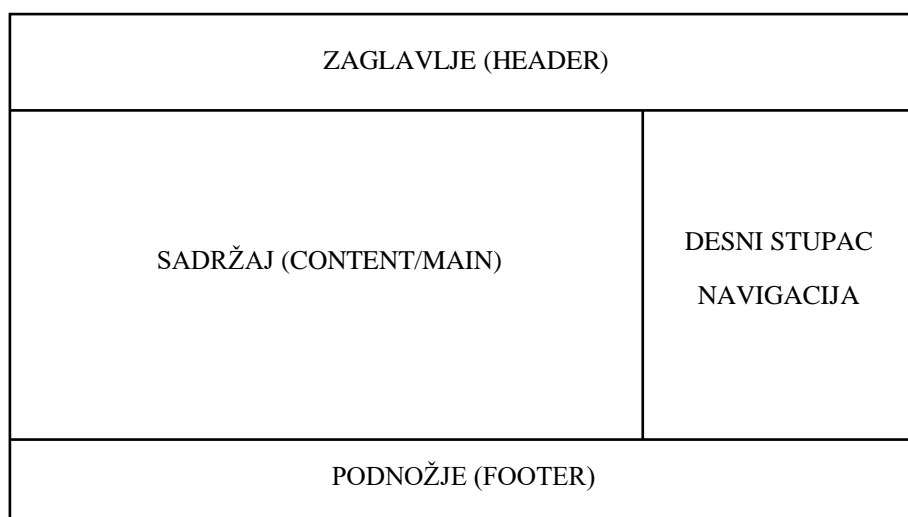 ZAGLAVLJE (HEADER)
SADRŽAJ (CONTENT/MAIN)
DESNI STUPAC
NAVIGACIJA
PODNOŽJE (FOOTER)